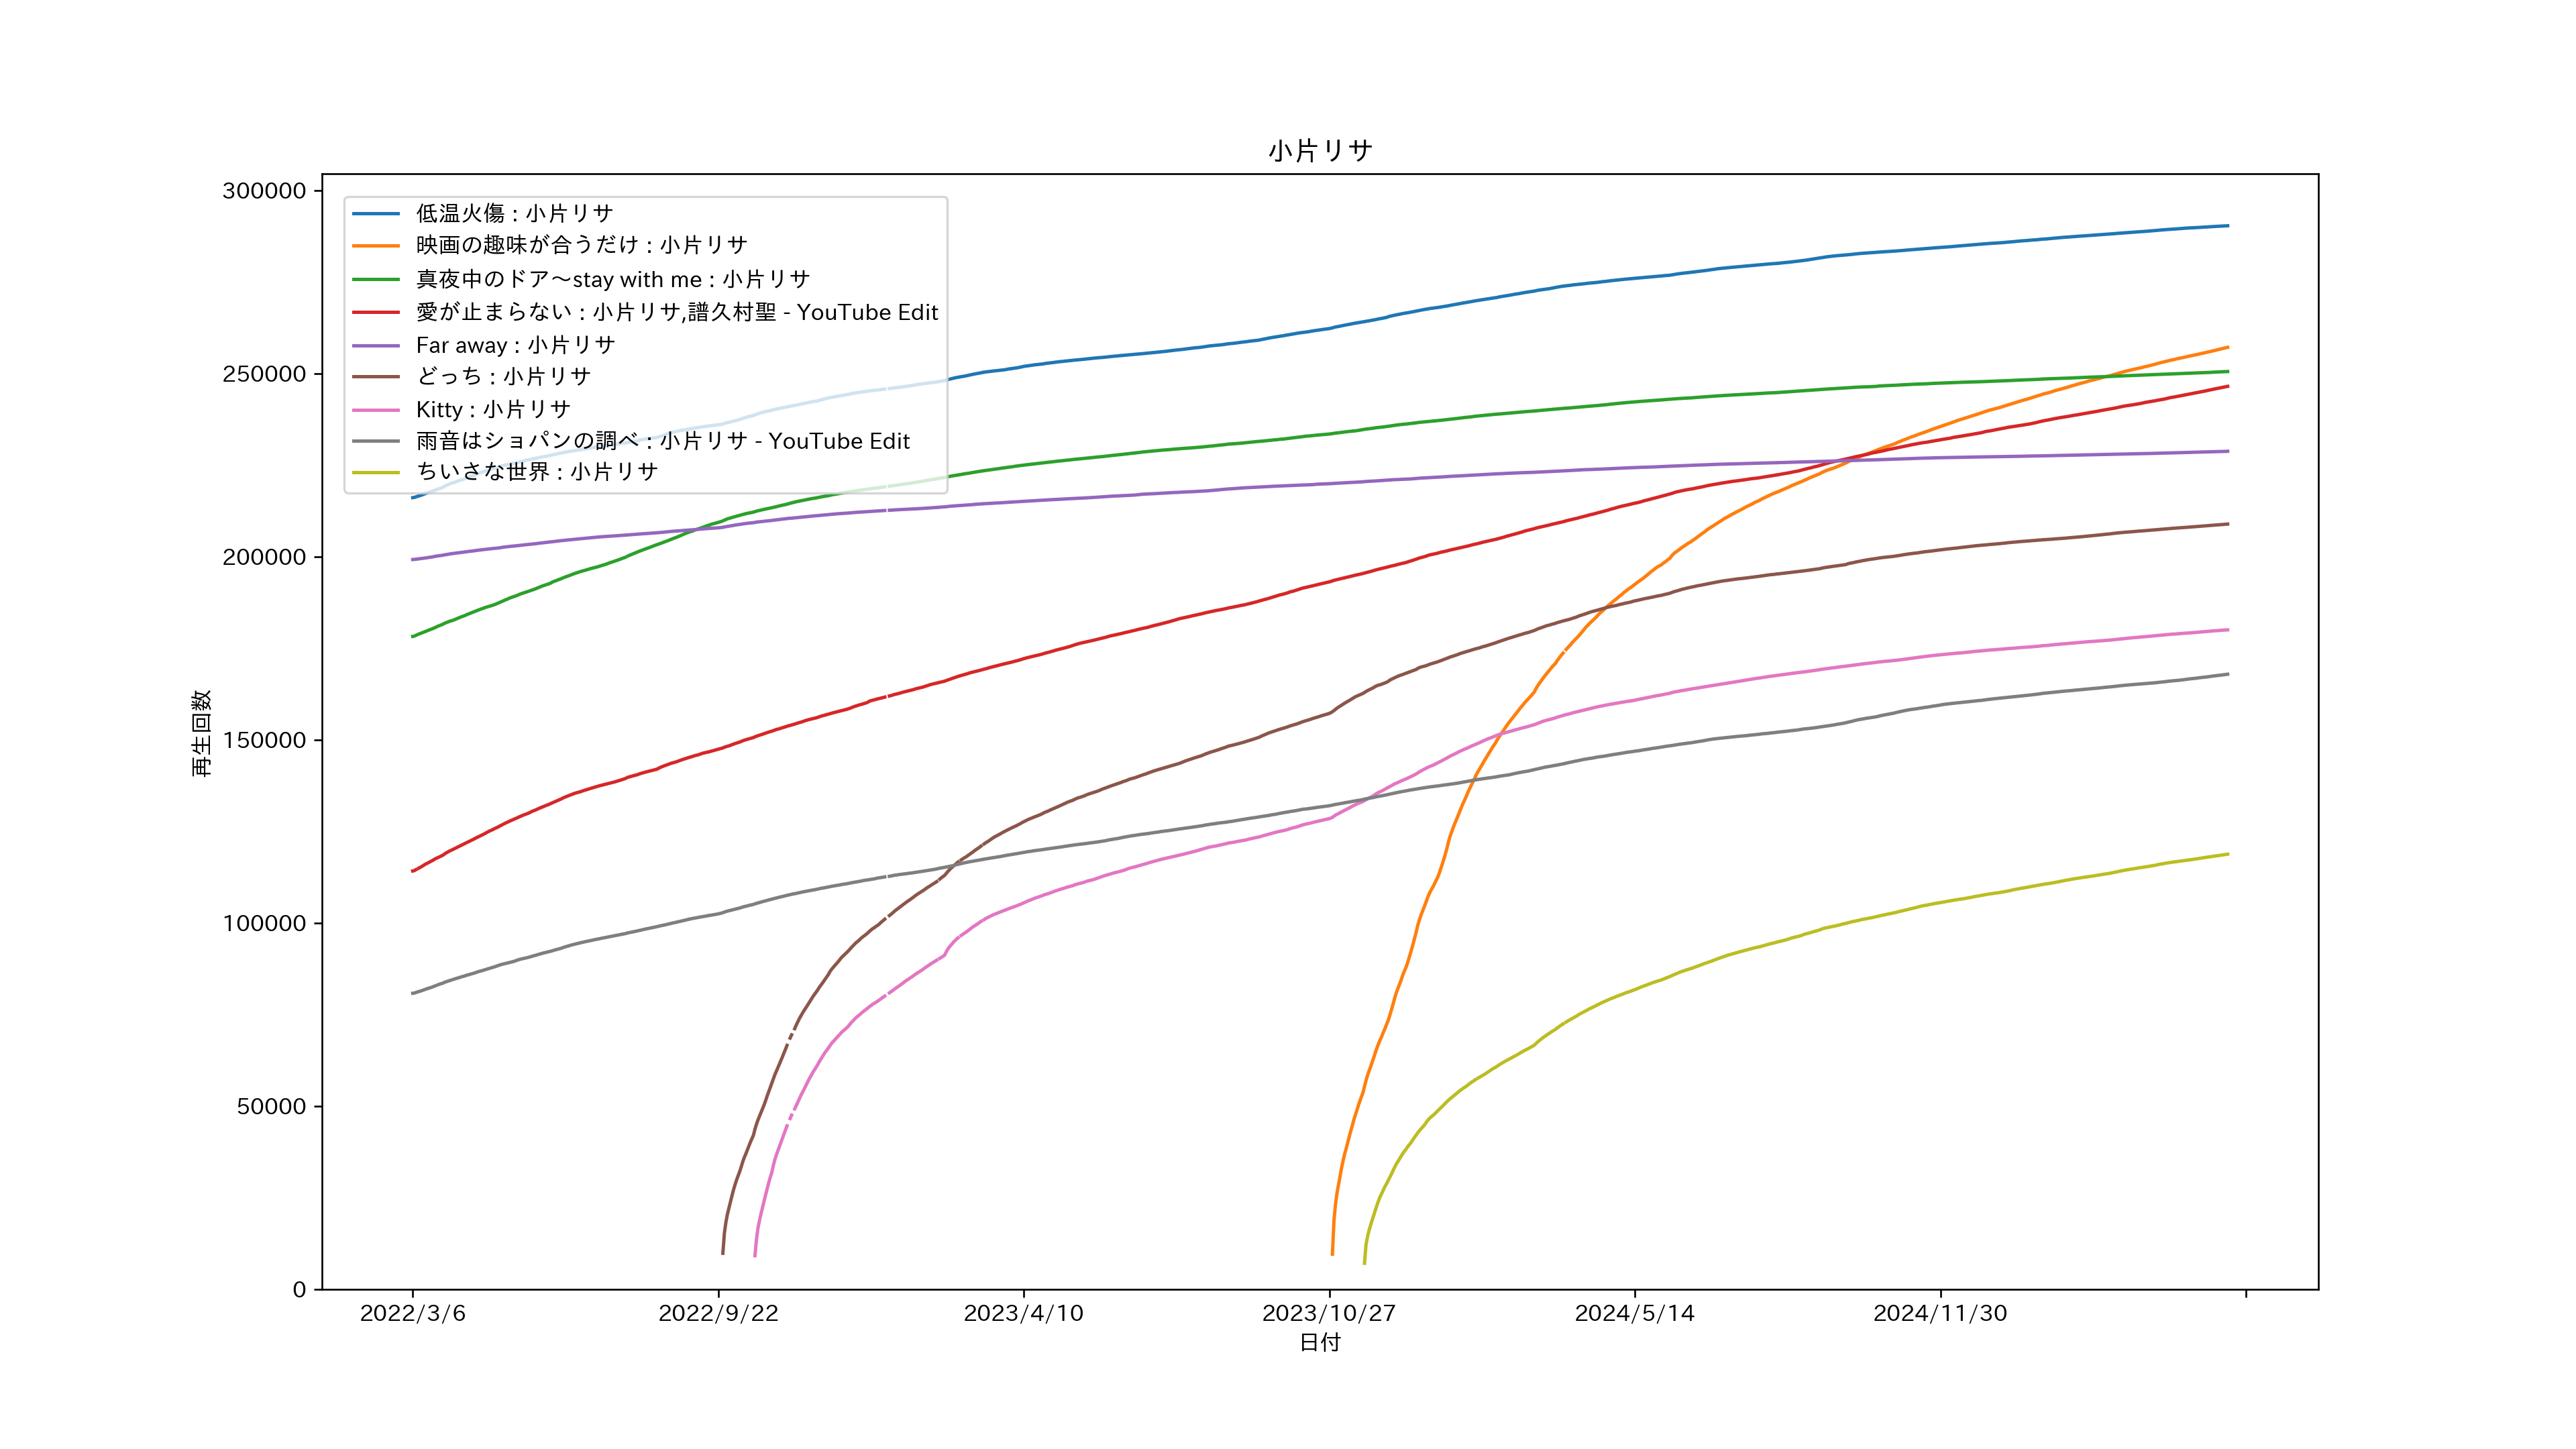 小片リサ
300000
250000
200000
150000
100000
50000
0
再生回数
低温火傷 : 小片リサ
映画の趣味が合うだけ : 小片リサ
真夜中のドア〜stay with me : 小片リサ
愛が止まらない : 小片リサ,譜久村聖 - YouTube Edit
Far away : 小片リサ
どっち : 小片リサ
Kitty : 小片リサ
雨音はショパンの調べ : 小片リサ - YouTube Edit
ちいさな世界 : 小片リサ
2022/3/6 2022/9/22 2023/4/10 2023/10/27 2024/5/14 2024/11/30
日付